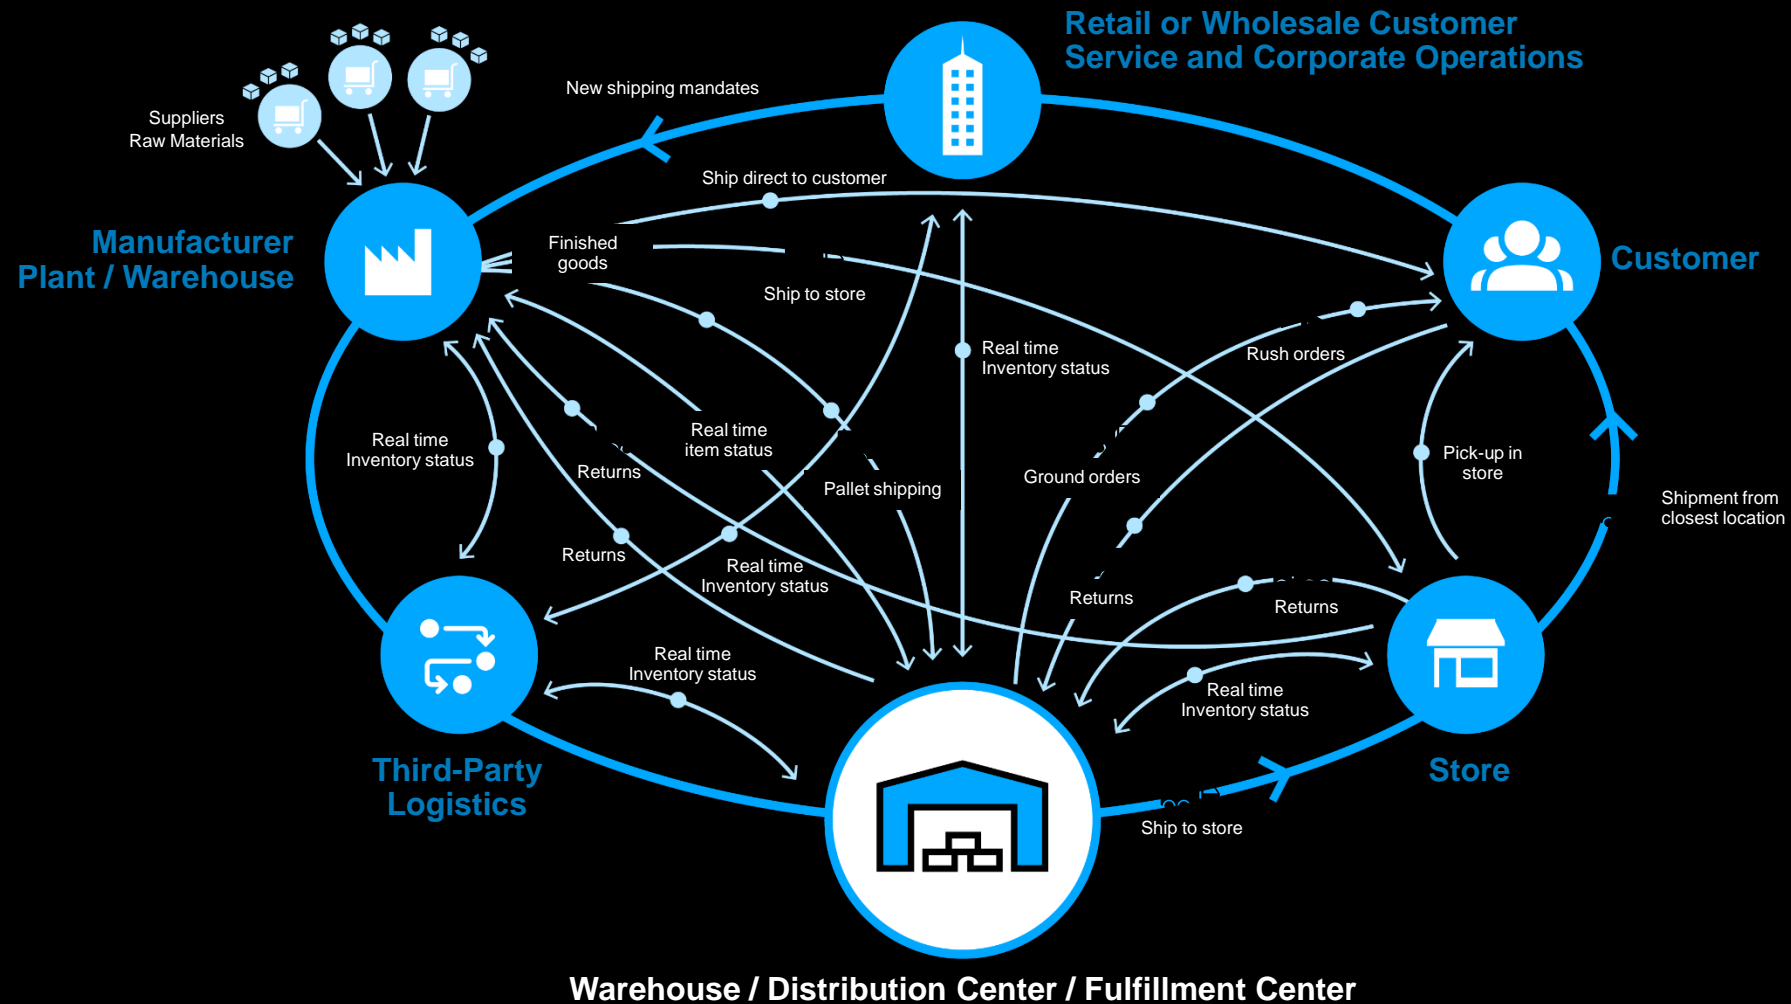 Retail or Wholesale Customer
Service and Corporate Operations
New shipping mandates
Suppliers
Raw Materials
Ship direct to customer
Manufacturer
Plant / Warehouse
Finished
goods
Customer
Ship to store
Real time
Inventory status
Rush orders
Real time
Inventory status
Returns
Real time
item status
Pallet shipping
Ground orders
Pick-up in
store
Shipment from
closest location
Returns
Real time
Inventory status
Returns
Returns
Real time
Inventory status
Real time
Inventory status
Third-Party
Logistics
Store
Ship to store
Warehouse / Distribution Center / Fulfillment Center